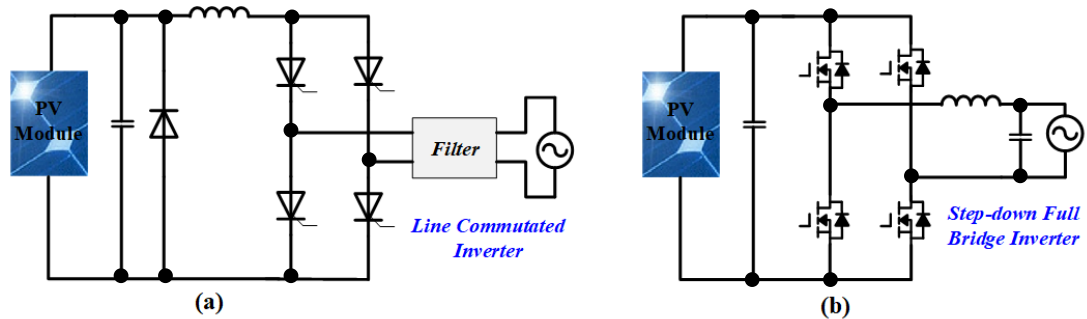 PV
Module
Filter
Line Commutated
Inverter
(a)
PV
Module
Step-down Full
Bridge Inverter
(b)